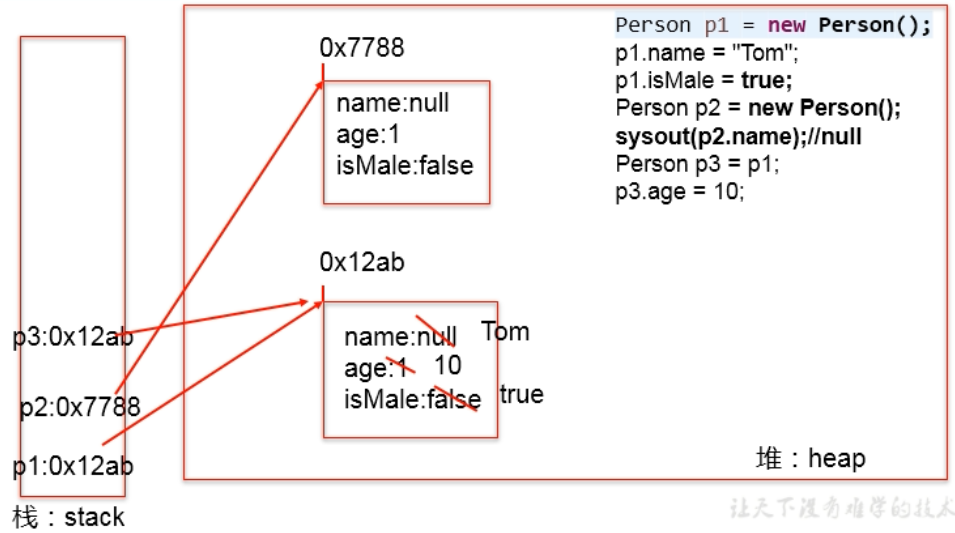 Person p1 = new Person();
p1.name = "Tom";
p1.isMale = true;
Person p2 = new Person();
sysout(p2.name);//null
Person p3 = p1;
p3.age = 10;
0x7788
name:null
age:1
isMale:false
0x12ab
name:null Tom
age:1 10
isMale:false true
p3:0x12ab
p2:0x7788
p1:0x12ab
栈：stack
堆：heap
让天下没有难学的技术